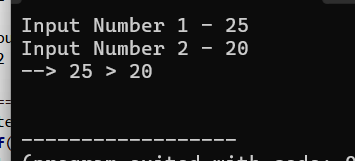 Input Number 1 - 25
Input Number 2 - 20
--> 25 > 20
------------------